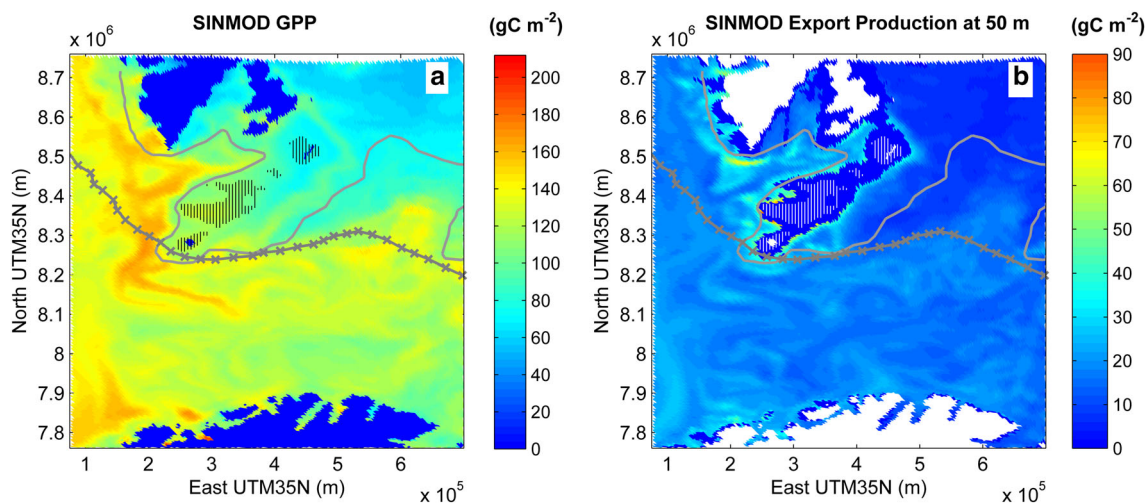 SINMOD GPP
(gC m⁻²)
x 10⁶
a
8.7
8.6
8.5
8.4
8.3
8.2
8.1
8
7.9
7.8
North UTM35N (m)
1 2 3 4 5 6
East UTM35N (m)
x 10⁵
200
180
160
140
120
100
80
60
40
20
0
SINMOD Export Production at 50 m
(gC m⁻²)
x 10⁶
b
8.7
8.6
8.5
8.4
8.3
8.2
8.1
8
7.9
7.8
North UTM35N (m)
1 2 3 4 5 6
East UTM35N (m)
x 10⁵
90
80
70
60
50
40
30
20
10
0